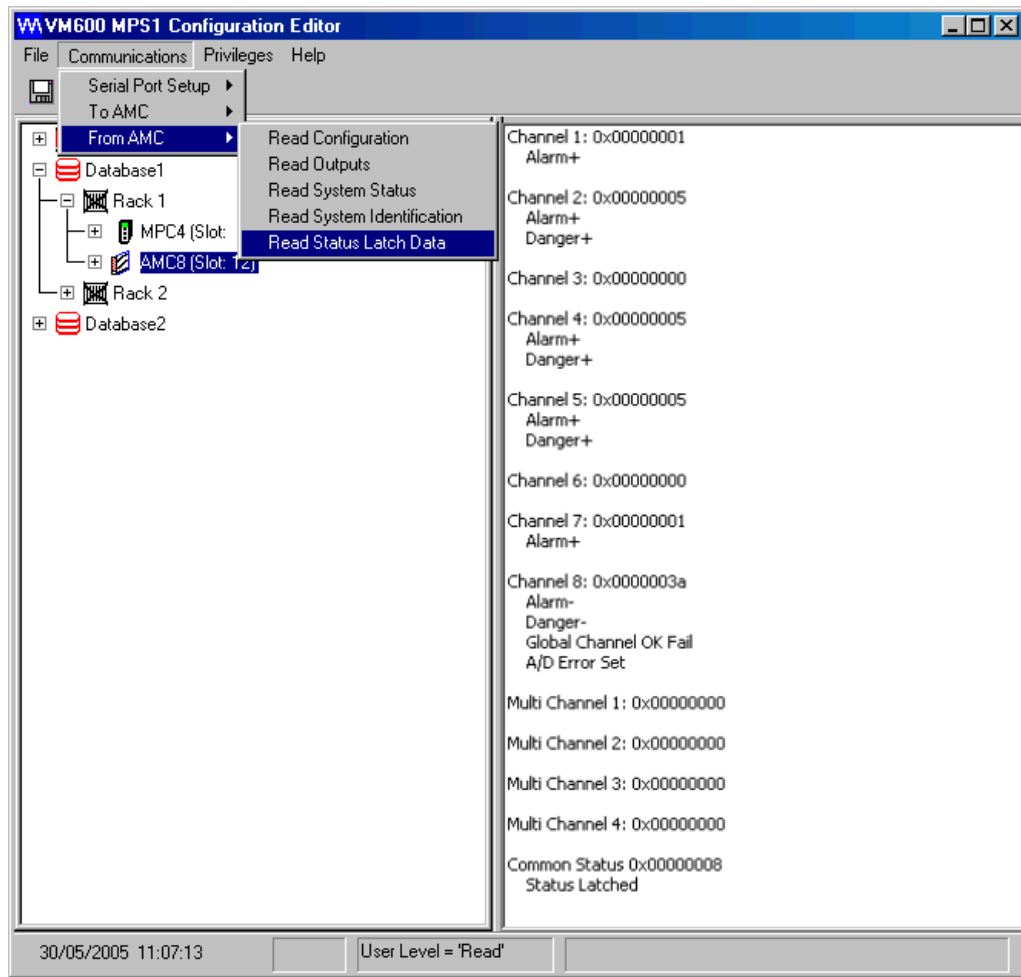 VM600 MPS1 Configuration Editor
File Communications Privileges Help
Serial Port Setup
To AMC
From AMC
Read Configuration
Read Outputs
Read System Status
Read System Identification
Read Status Latch Data
Database1
Rack 1
MPC4 (Slot:
AMC8 (Slot: 12)
Rack 2
Database2
Channel 1: 0x00000001
Alarm+
Channel 2: 0x00000005
Alarm+
Danger+
Channel 3: 0x00000000
Channel 4: 0x00000005
Alarm+
Danger+
Channel 5: 0x00000005
Alarm+
Danger+
Channel 6: 0x00000000
Channel 7: 0x00000001
Alarm+
Channel 8: 0x0000003a
Alarm-
Danger-
Global Channel OK Fail
A/D Error Set
Multi Channel 1: 0x00000000
Multi Channel 2: 0x00000000
Multi Channel 3: 0x00000000
Multi Channel 4: 0x00000000
Common Status 0x00000008
Status Latched
30/05/2005 11:07:13
User Level = 'Read'